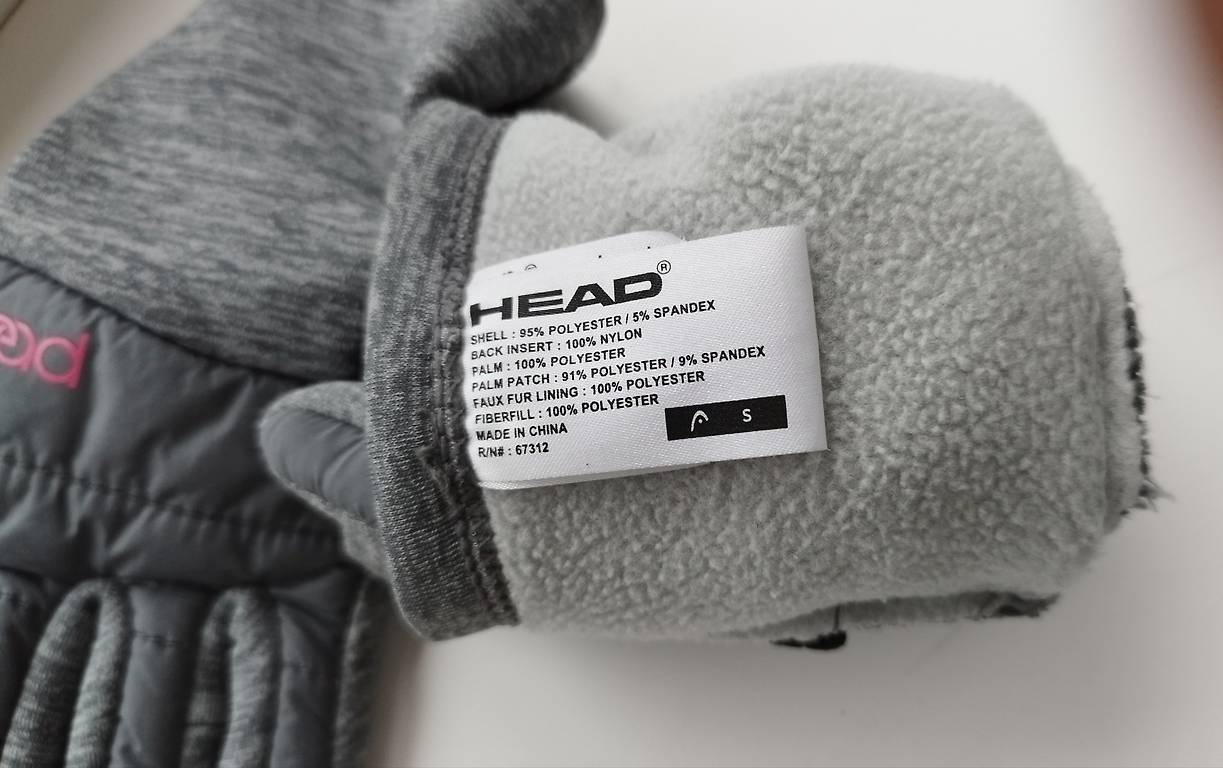 HEAD®
SHELL : 95% POLYESTER / 5% SPANDEX
BACK INSERT : 100% NYLON
PALM : 100% POLYESTER
PALM PATCH : 91% POLYESTER / 9% SPANDEX
FAUX FUR LINING : 100% POLYESTER
FIBERFILL : 100% POLYESTER
MADE IN CHINA
R/N# : 67312
S